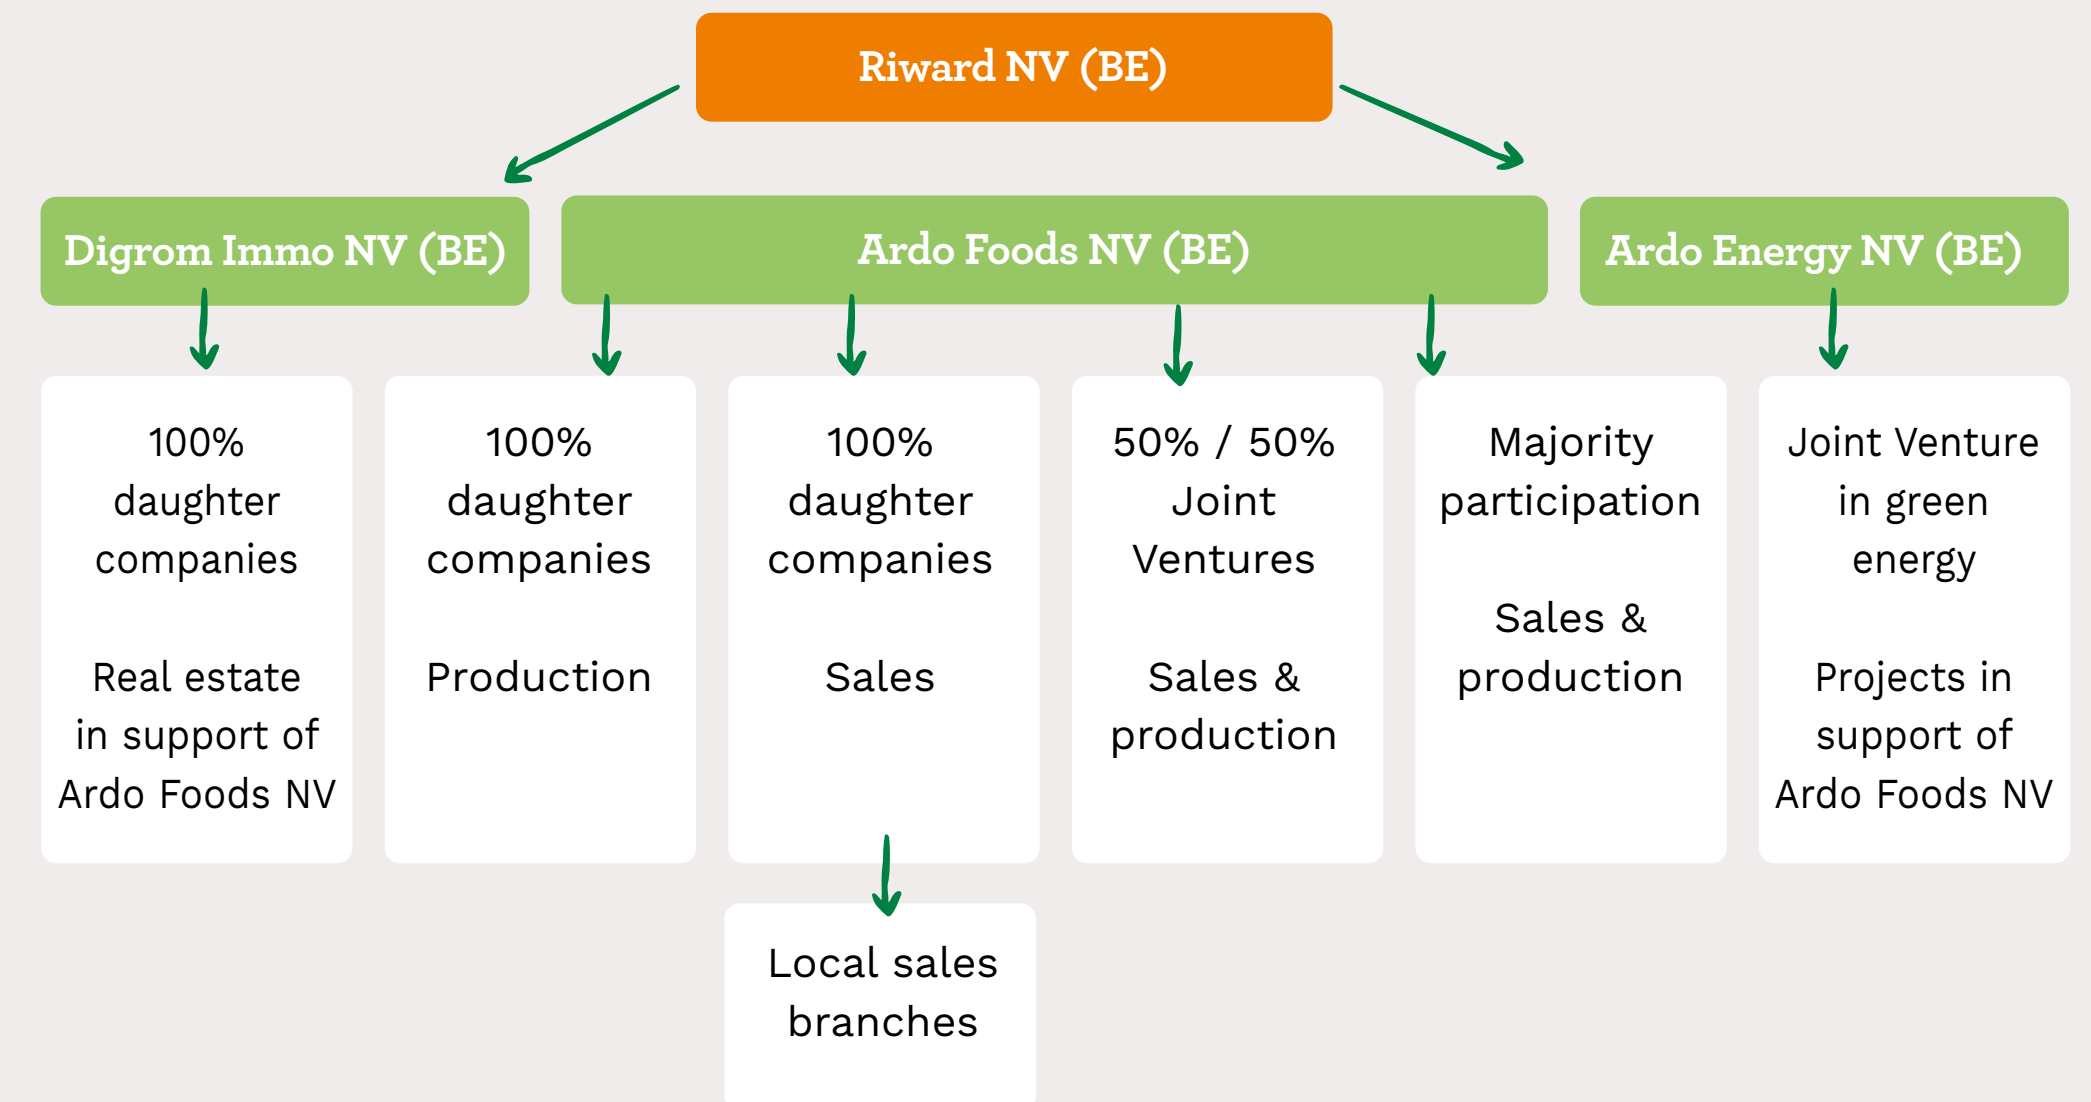 Riward NV (BE)
Digrom Immo NV (BE)
Ardo Foods NV (BE)
Ardo Energy NV (BE)
100%
daughter
companies
Real estate
in support of
Ardo Foods NV
100%
daughter
companies
Production
100%
daughter
companies
Sales
50% / 50%
Joint
Ventures
Sales &
production
Majority
participation
Sales &
production
Joint Venture
in green
energy
Projects in
support of
Ardo Foods NV
Local sales
branches